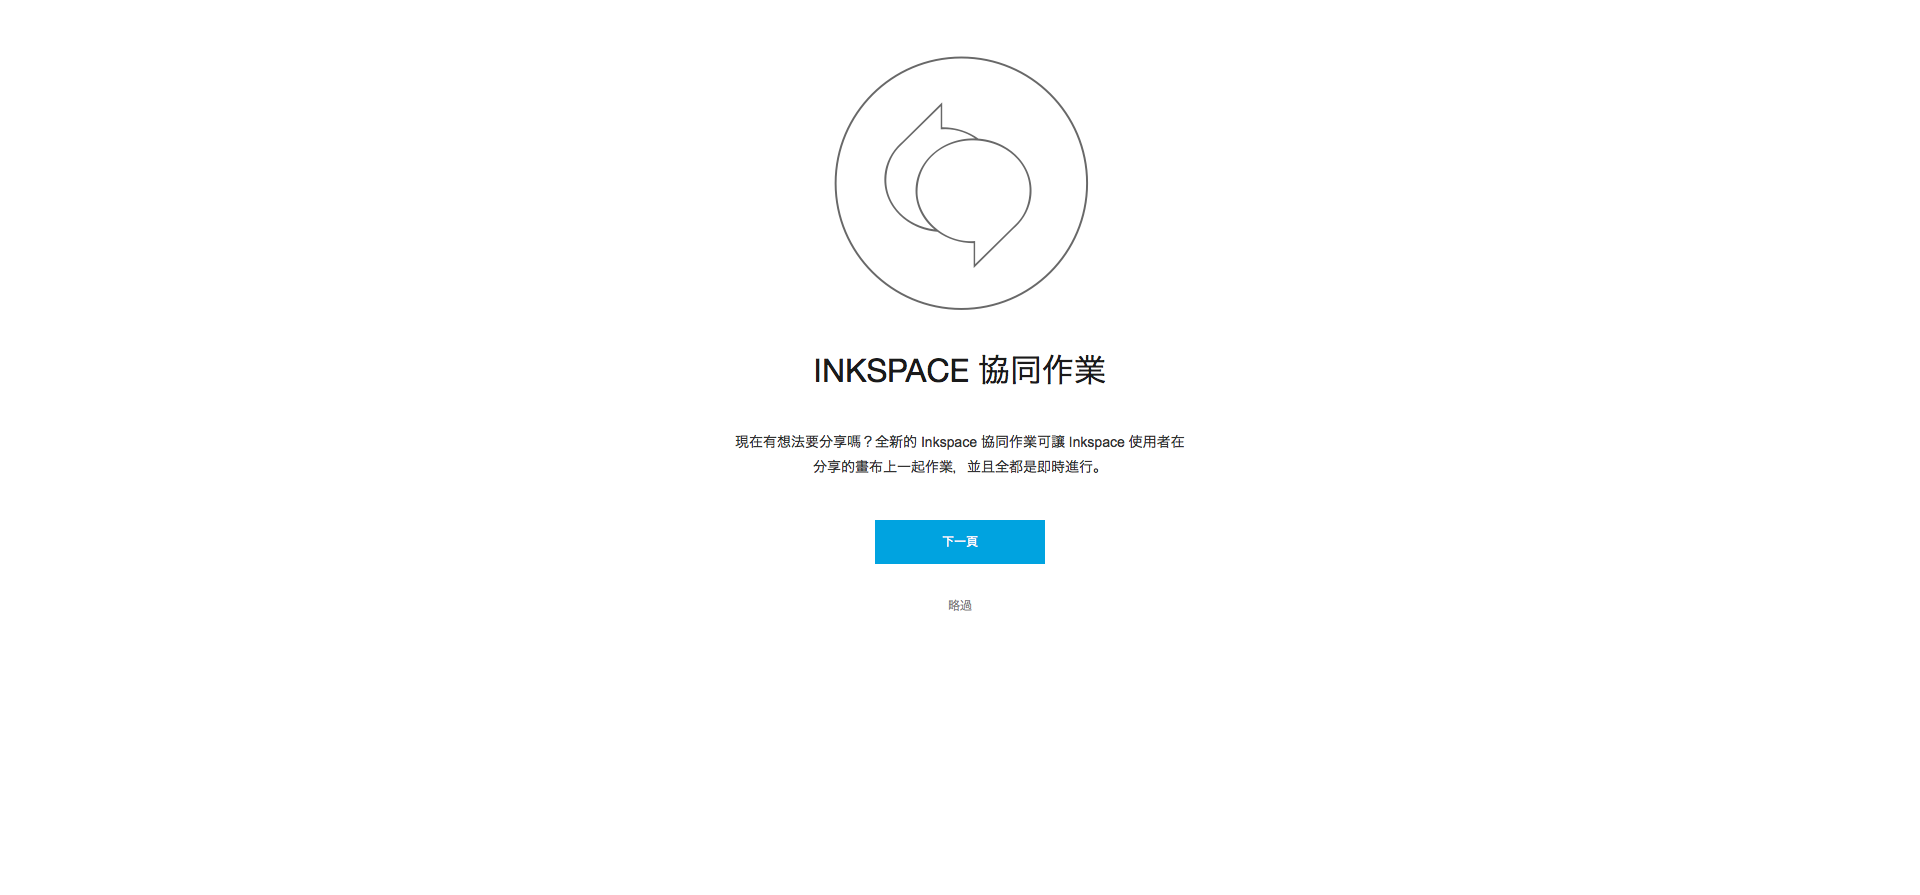 INKSPACE 協同作業
現在有想法要分享嗎？全新的 Inkspace 協同作業可讓 Inkspace 使用者在
分享的畫布上一起作業，並且全都是即時進行。
下一頁
略過